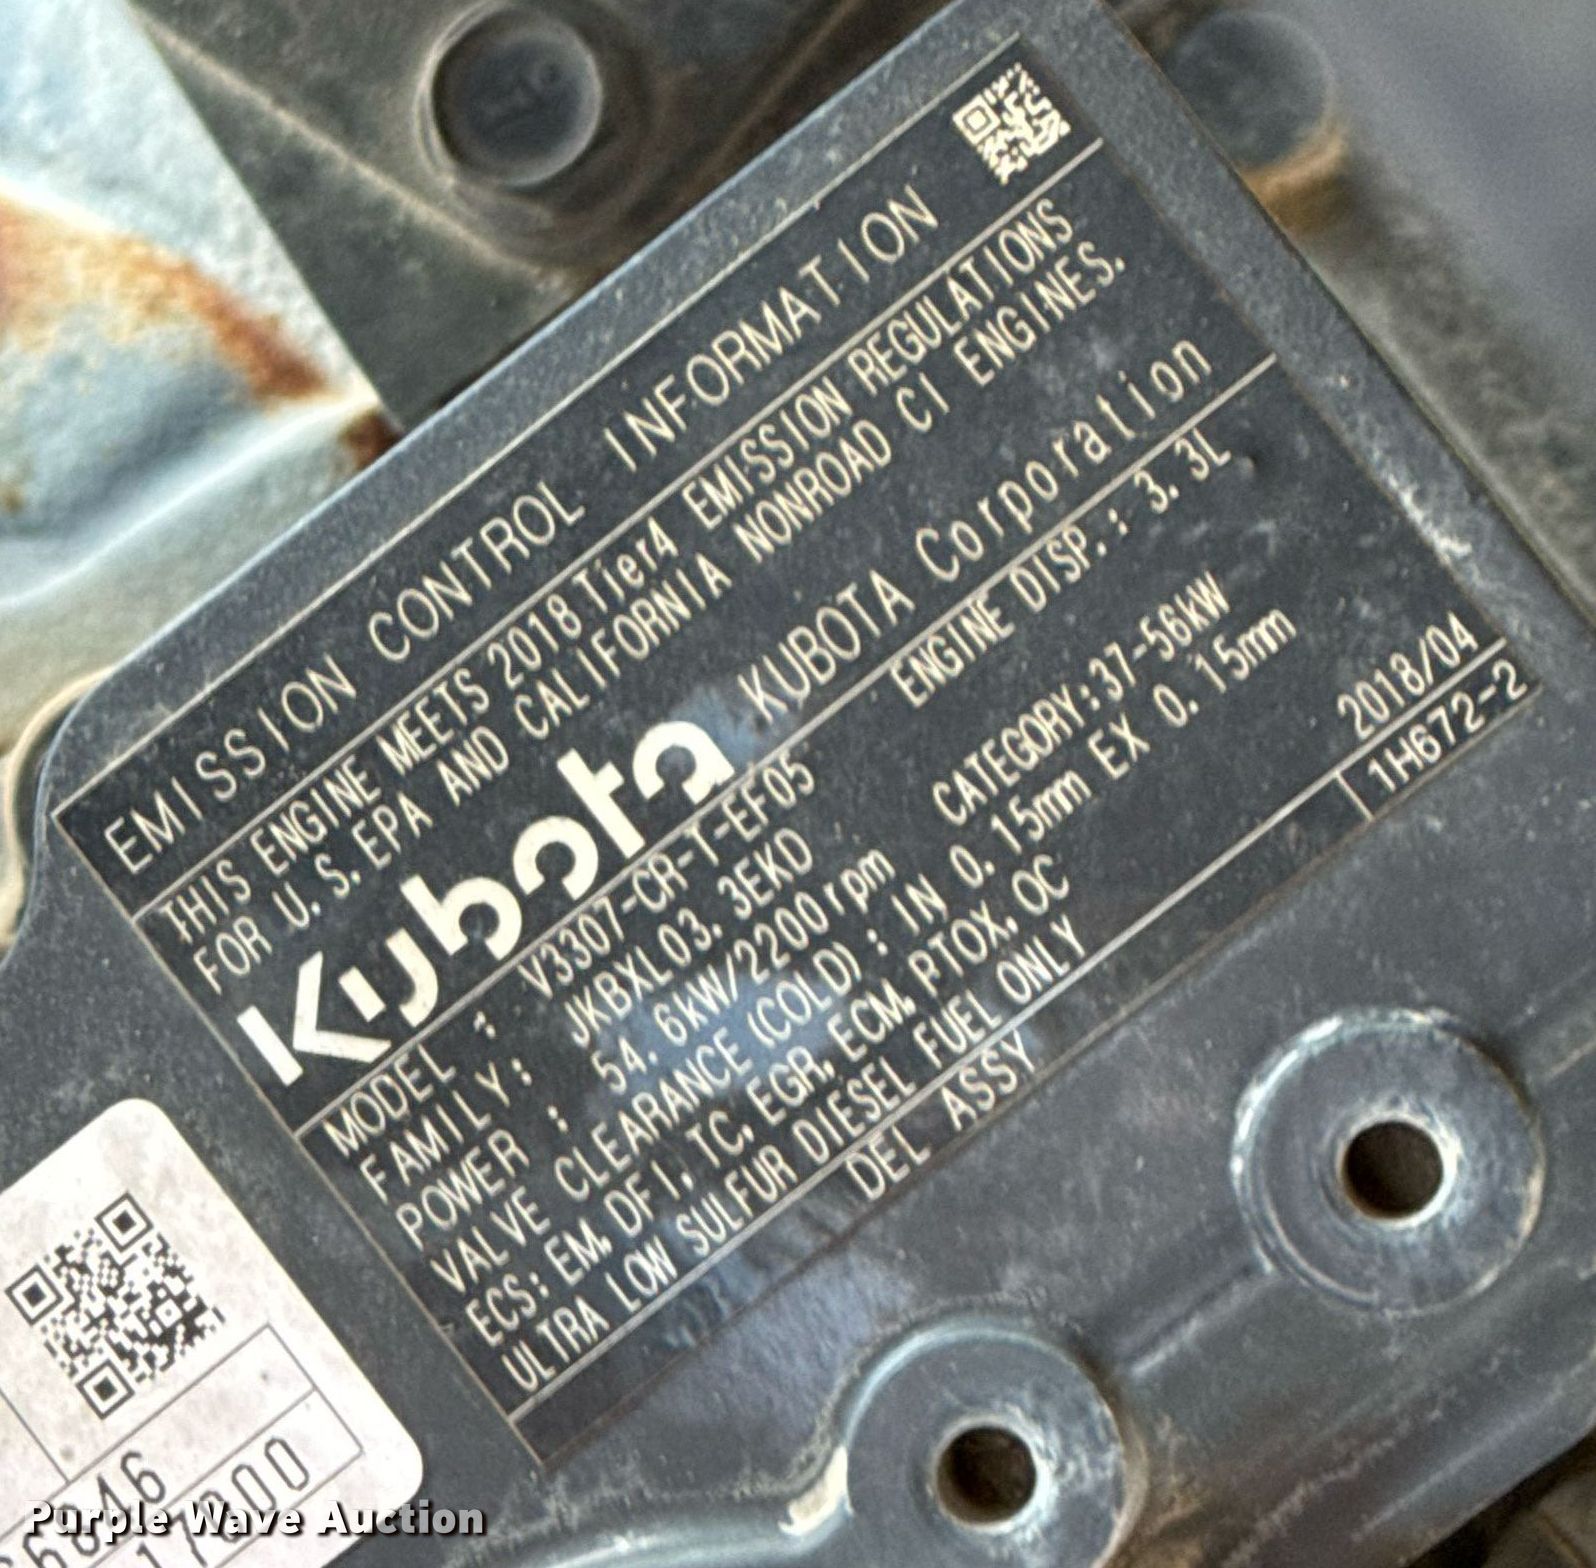 EMISSION CONTROL INFORMATION
THIS ENGINE MEETS 2018 Tier4 EMISSION REGULATIONS
FOR U.S. EPA AND CALIFORNIA NONROAD CI ENGINES.
Kubota KUBOTA Corporation
MODEL : V3307-CR-T-EF05 ENGINE DISP.: 3.3L
FAMILY: JKBXL03.3EKD
POWER : 54.6kW/2200rpm CATEGORY:37-56kW
VALVE CLEARANCE (COLD): IN 0.15mm EX 0.15mm
ECS: EM, DFI, TC, EGR, ECM, PTOX, OC
ULTRA LOW SULFUR DIESEL FUEL ONLY 2018/04
DEL ASSY 1H672-2
6846
17000
Purple Wave Auction